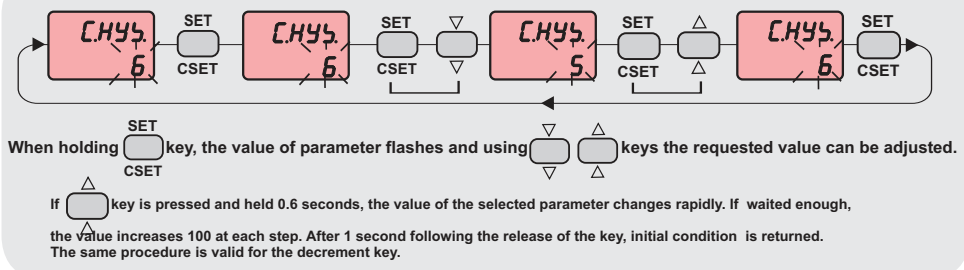 SET SET SET SET
C.HYS. C.HYS. C.HYS. C.HYS.
6 6 5 6
CSET CSET CSET CSET
SET
When holding key, the value of parameter flashes and using keys the requested value can be adjusted.
CSET
If key is pressed and held 0.6 seconds, the value of the selected parameter changes rapidly. If waited enough,
the value increases 100 at each step. After 1 second following the release of the key, initial condition is returned.
The same procedure is valid for the decrement key.